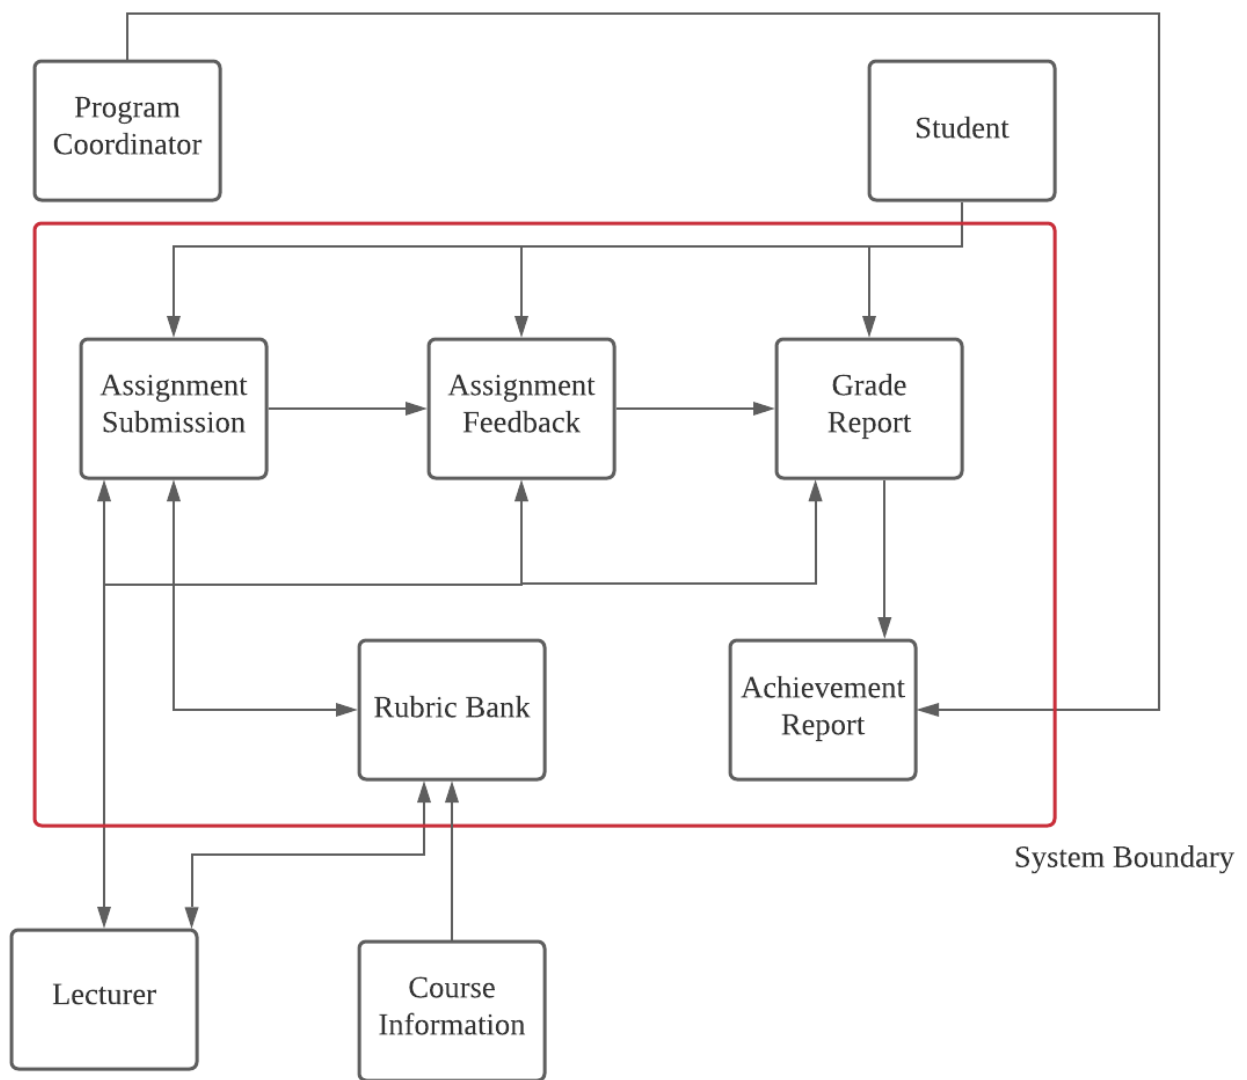 Program
Coordinator
Student
Assignment
Submission
Assignment
Feedback
Grade
Report
Rubric Bank
Achievement
Report
System Boundary
Lecturer
Course
Information